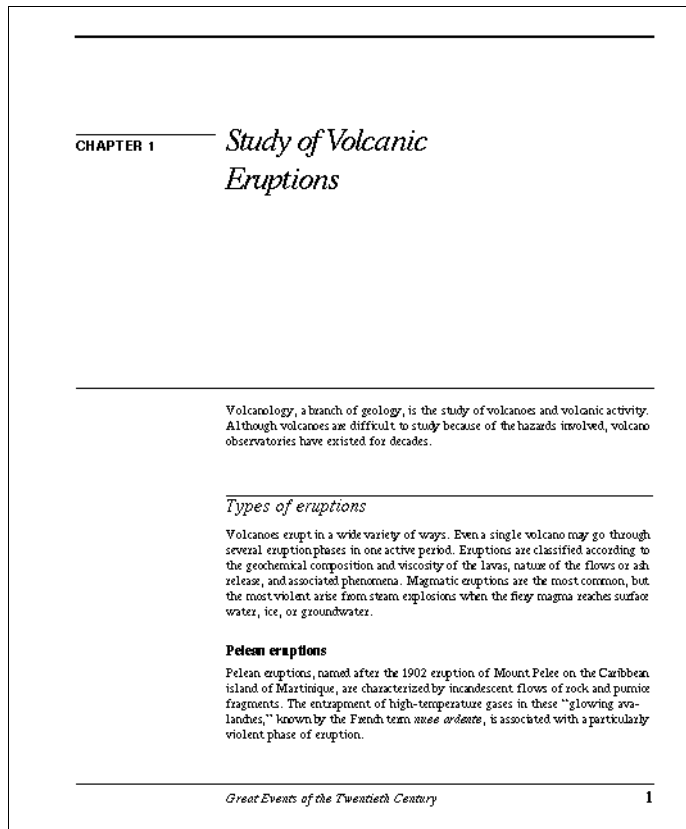 CHAPTER 1
Study of Volcanic
Eruptions
Volcanology, a branch of geology, is the study of volcanoes and volcanic activity.
Although volcanoes are difficult to study because of the hazards involved, volcano
observatories have existed for decades.
Types of eruptions
Volcanoes erupt in a wide variety of ways. Even a single volcano may go through
several eruption phases in one active period. Eruptions are classified according to
the geochemical composition and viscosity of the lavas, nature of the flows or ash
release, and associated phenomena. Magmatic eruptions are the most common, but
the most violent arise from steam explosions when the fiery magma reaches surface
water, ice, or groundwater.
Pelean eruptions
Pelean eruptions, named after the 1902 eruption of Mount Pelee on the Caribbean
island of Martinique, are characterized by incandescent flows of rock and pumice
fragments. The entrapment of high-temperature gases in these “glowing ava-
lanches,” known by the French term nuee ardente, is associated with a particularly
violent phase of eruption.
Great Events of the Twentieth Century 1